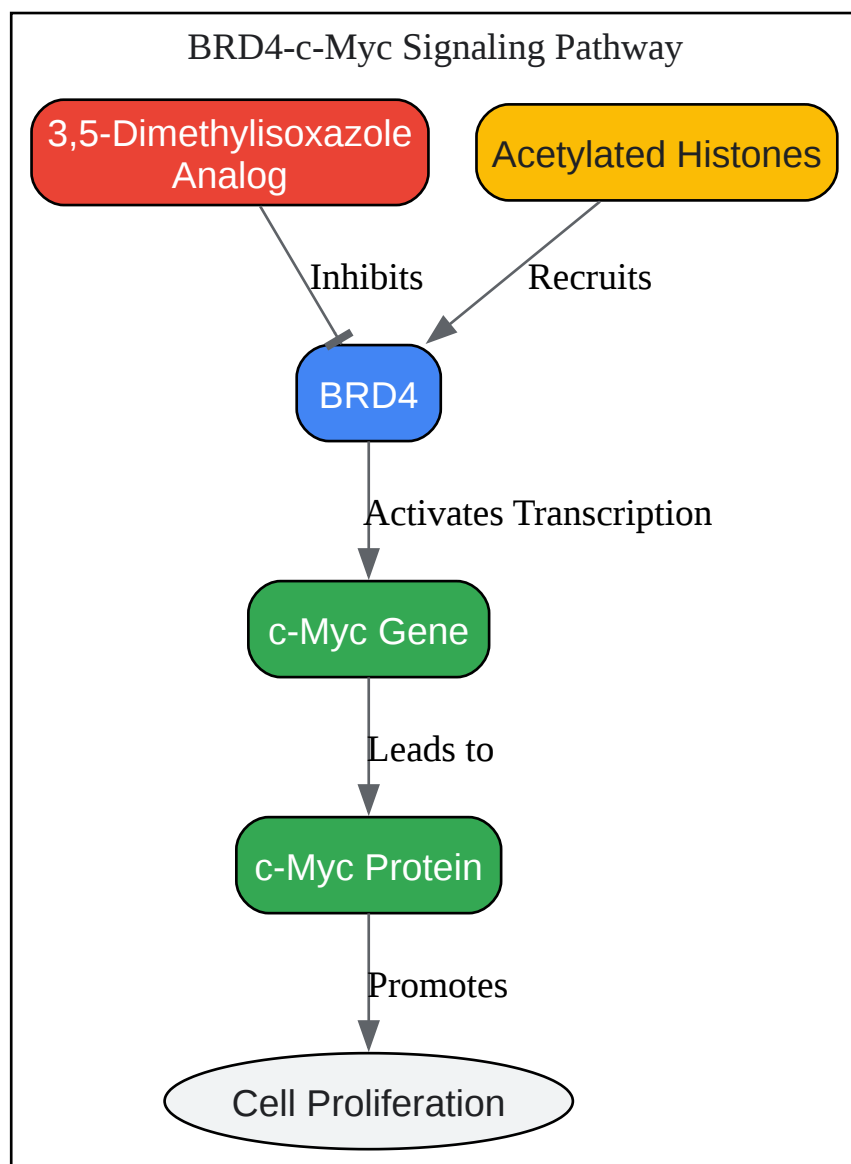 BRD4-c-Myc Signaling Pathway
3,5-Dimethylisoxazole
Analog
Acetylated Histones
Inhibits
Recruits
BRD4
Activates Transcription
c-Myc Gene
Leads to
c-Myc Protein
Promotes
Cell Proliferation